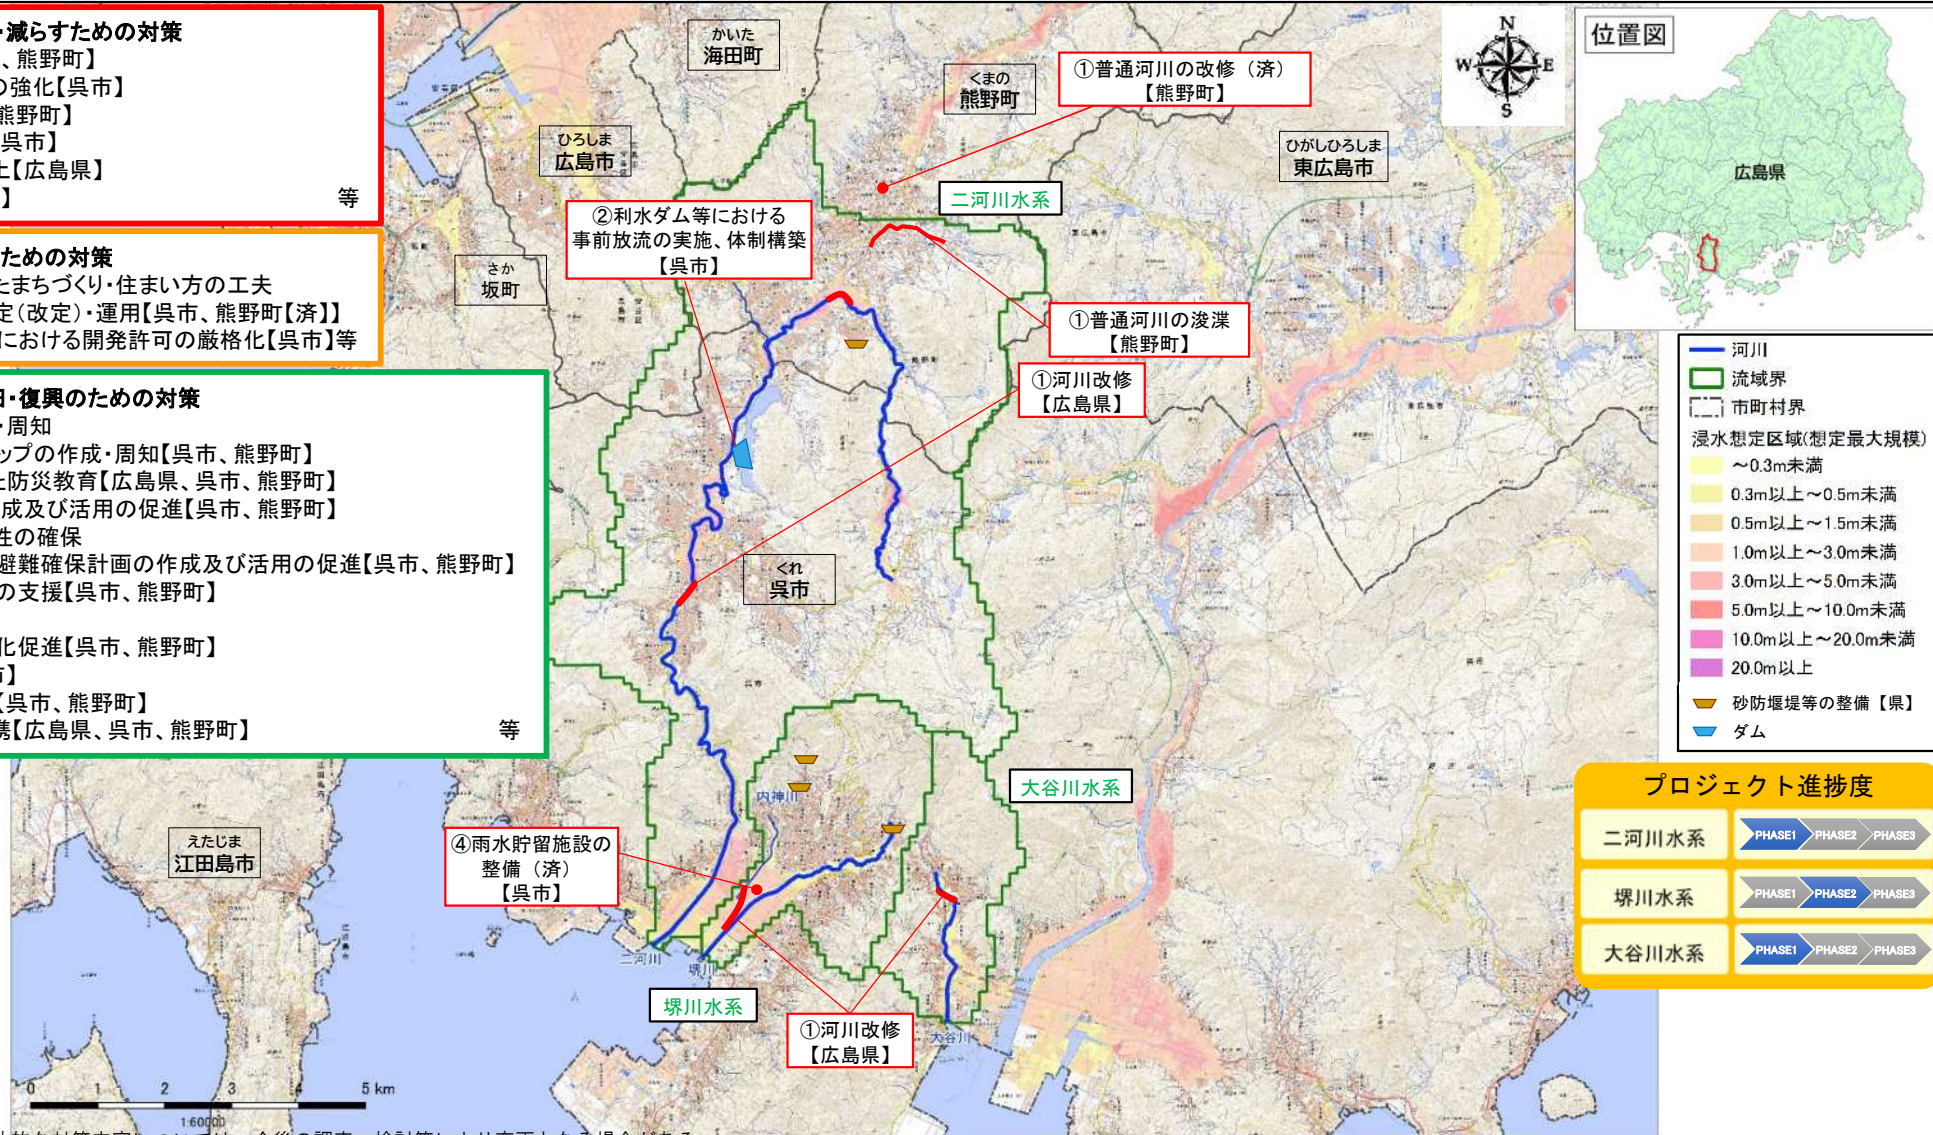 ・減らすための対策
、熊野町】
の強化【呉市】
熊野町】
呉市】
上【広島県】
】
等
ための対策
たまちづくり・住まい方の工夫
定(改定)・運用【呉市、熊野町【済】】
における開発許可の厳格化【呉市】等
・復興のための対策
・周知
ップの作成・周知【呉市、熊野町】
た防災教育【広島県、呉市、熊野町】
成及び活用の促進【呉市、熊野町】
性の確保
避難確保計画の作成及び活用の促進【呉市、熊野町】
の支援【呉市、熊野町】
化促進【呉市、熊野町】
市】
【呉市、熊野町】
携【広島県、呉市、熊野町】
等
かいた
海田町
くまの
熊野町
ひろしま
広島市
ひがしひろしま
東広島市
さか
坂町
くれ
呉市
えたじま
江田島市
①普通河川の改修（済）
【熊野町】
二河川水系
②利水ダム等における
事前放流の実施、体制構築
【呉市】
①普通河川の浚渫
【熊野町】
①河川改修
【広島県】
大谷川水系
内神川
④雨水貯留施設の
整備（済）
【呉市】
二河川
堺川
堺川水系
①河川改修
【広島県】
大谷川
N
W
E
S
位置図
広島県
河川
流域界
市町村界
浸水想定区域(想定最大規模)
～0.3m未満
0.3m以上～0.5m未満
0.5m以上～1.5m未満
1.0m以上～3.0m未満
3.0m以上～5.0m未満
5.0m以上～10.0m未満
10.0m以上～20.0m未満
20.0m以上
砂防堰堤等の整備【県】
ダム
プロジェクト進捗度
二河川水系
PHASE1 PHASE2 PHASE3
堺川水系
PHASE1 PHASE2 PHASE3
大谷川水系
PHASE1 PHASE2 PHASE3
0 1 2 3 4 5 km
1:60000